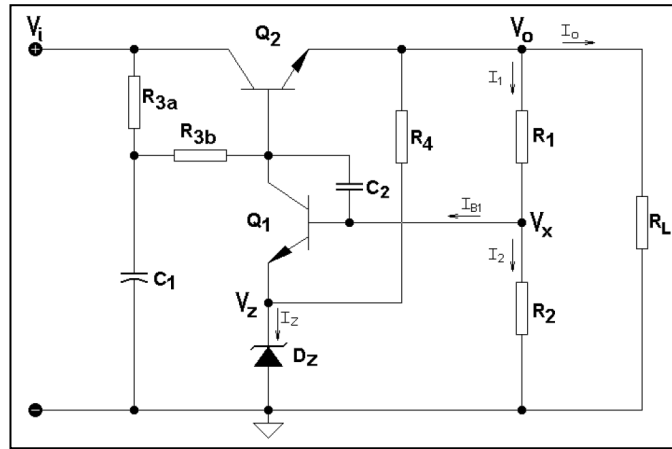 Vi
Q2
Vo
Io
R3a
I1
R3b
R4
R1
C2
IB1
Q1
Vx
RL
C1
I2
Vz
Iz
R2
Dz